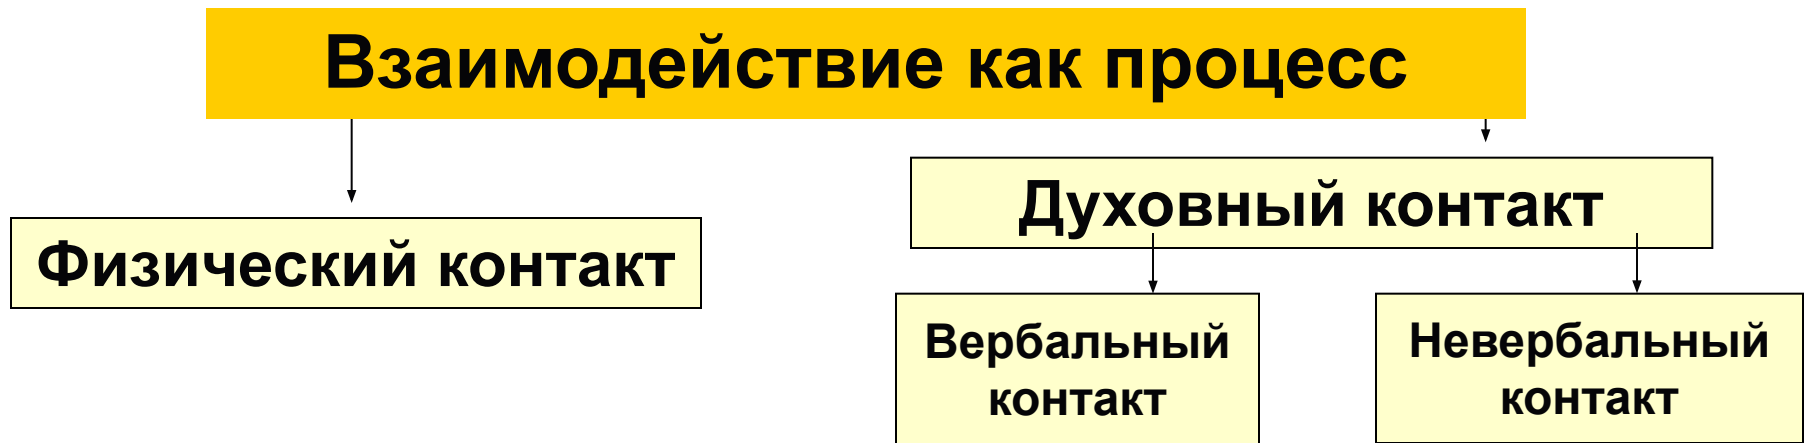 Взаимодействие как процесс
Духовный контакт
Физический контакт
Вербальный
контакт
Невербальный
контакт